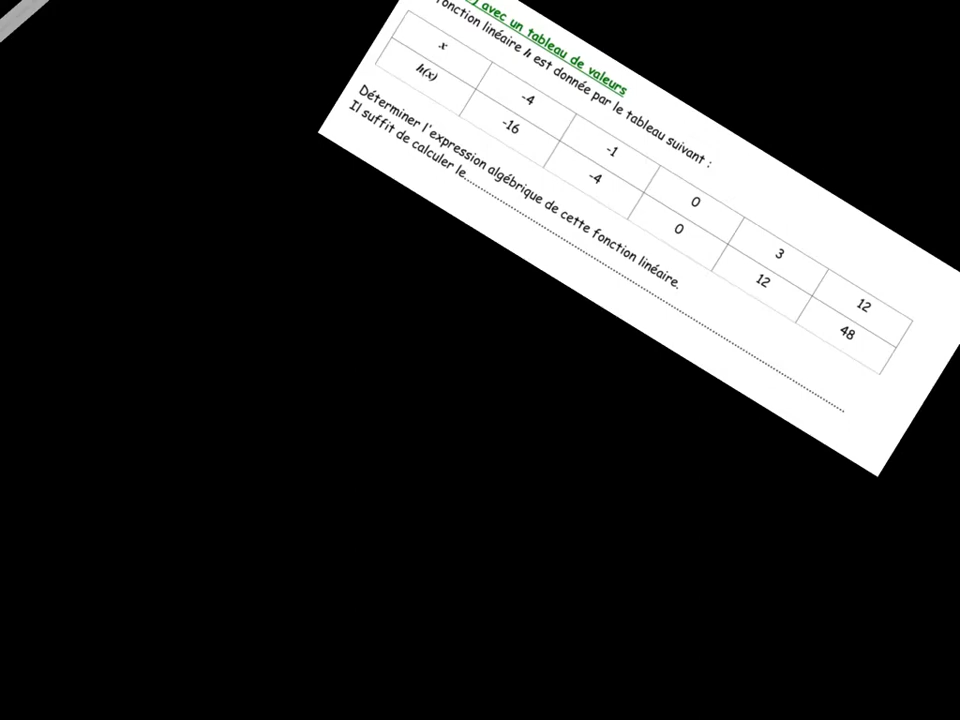 avec un tableau de valeurs
fonction linéaire h est donnée par le tableau suivant :
x -4 -1 0 3 12
h(x) -16 -4 0 12 48
Déterminer l'expression algébrique de cette fonction linéaire.
Il suffit de calculer le................................................................................